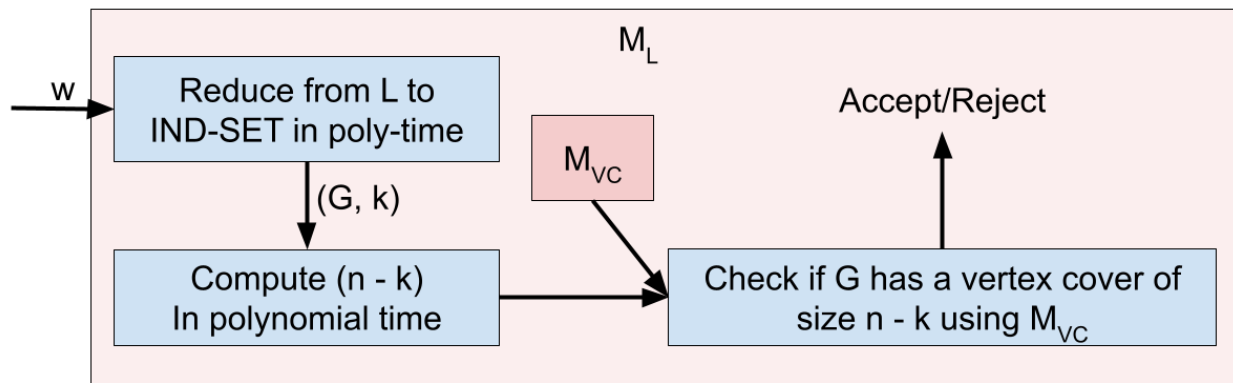 M_L
w
Reduce from L to
IND-SET in poly-time
Accept/Reject
M_VC
(G, k)
Compute (n - k)
In polynomial time
Check if G has a vertex cover of
size n - k using M_VC